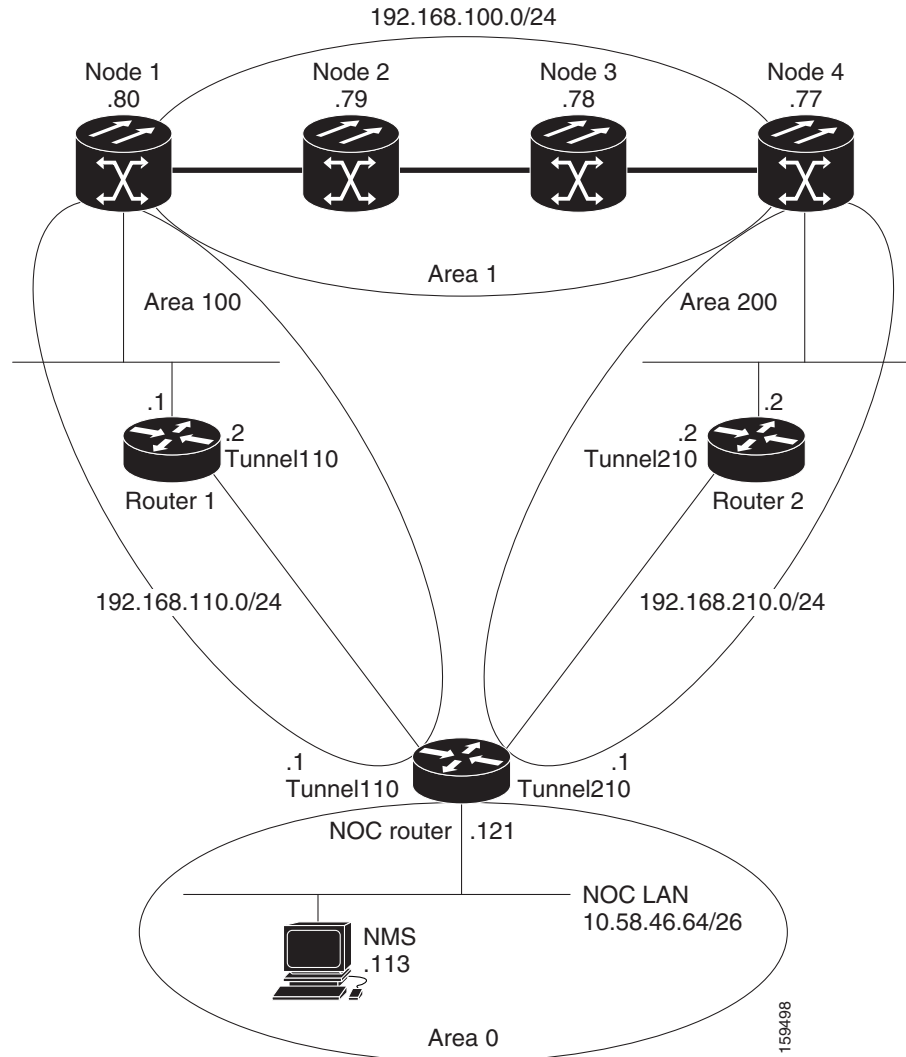 192.168.100.0/24
Node 1
.80
Node 2
.79
Node 3
.78
Node 4
.77
Area 1
Area 100
Area 200
.1
.2
Tunnel110
Router 1
.2
.2
Tunnel210
Router 2
192.168.110.0/24
192.168.210.0/24
.1
Tunnel110
.1
Tunnel210
NOC router
.121
NOC LAN
10.58.46.64/26
NMS
.113
Area 0
159498